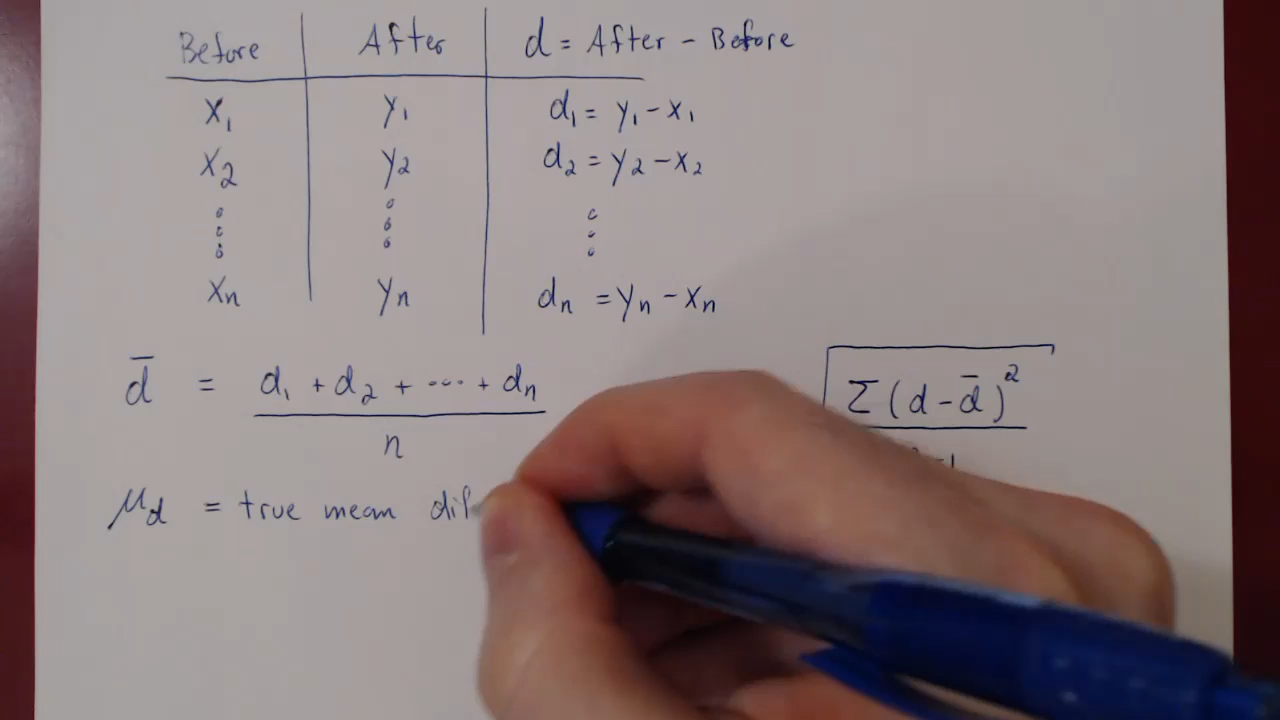 Before After d = After - Before
x₁ y₁ d₁ = y₁ - x₁
x₂ y₂ d₂ = y₂ - x₂
⋮ ⋮ ⋮
xn yn dn = yn - xn
d̄ = d₁ + d₂ + ... + dn √ Σ(d - d̄)²
n -1
μd = true mean dif